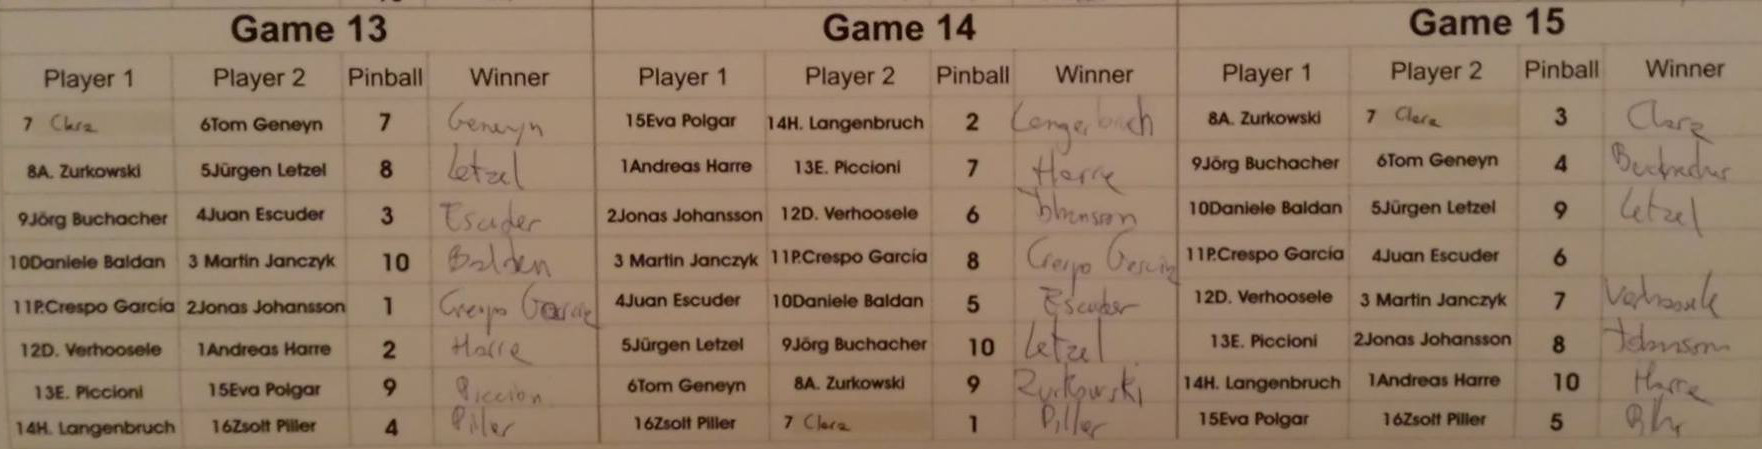 Game 13
Player 1 Player 2 Pinball Winner
7 Clara 6Tom Geneyn 7 Geneyn
8A. Zurkowski 5Jürgen Letzel 8 Letzel
9Jörg Buchacher 4Juan Escuder 3 Escuder
10Daniele Baldan 3 Martin Janczyk 10 Baldan
11P.Crespo García 2Jonas Johansson 1 Crespo García
12D. Verhoosele 1Andreas Harre 2 Harre
13E. Piccioni 15Eva Polgar 9 Piccioni
14H. Langenbruch 16Zsolt Piller 4 Piller
Game 14
Player 1 Player 2 Pinball Winner
15Eva Polgar 14H. Langenbruch 2 Langenbruch
1Andreas Harre 13E. Piccioni 7 Harre
2Jonas Johansson 12D. Verhoosele 6 Johansson
3 Martin Janczyk 11P.Crespo García 8 Crespo García
4Juan Escuder 10Daniele Baldan 5 Escuder
5Jürgen Letzel 9Jörg Buchacher 10 Letzel
6Tom Geneyn 8A. Zurkowski 9 Zurkowski
16Zsolt Piller 7 Clara 1 Piller
Game 15
Player 1 Player 2 Pinball Winner
8A. Zurkowski 7 Clara 3 Clara
9Jörg Buchacher 6Tom Geneyn 4 Buchacher
10Daniele Baldan 5Jürgen Letzel 9 Letzel
11P.Crespo García 4Juan Escuder 6
12D. Verhoosele 3 Martin Janczyk 7 Verhoosele
13E. Piccioni 2Jonas Johansson 8 Johansson
14H. Langenbruch 1Andreas Harre 10 Harre
15Eva Polgar 16Zsolt Piller 5 Piller